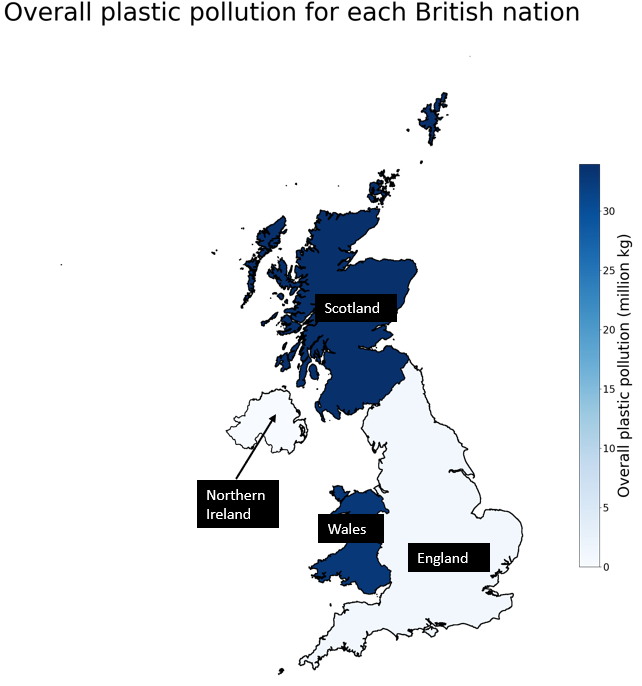 Overall plastic pollution for each British nation
Scotland
Northern
Ireland
Wales
England
30
25
20
15
10
5
0
Overall plastic pollution (million kg)